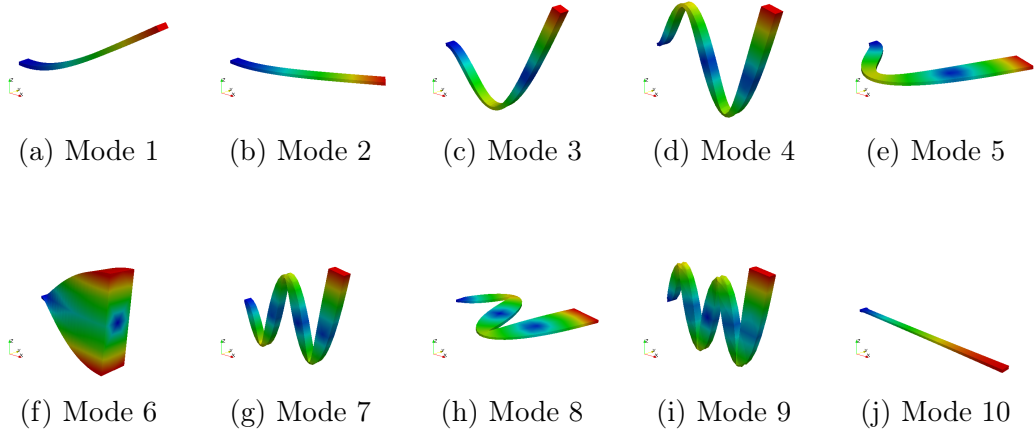 (a) Mode 1
(b) Mode 2
(c) Mode 3
(d) Mode 4
(e) Mode 5
(f) Mode 6
(g) Mode 7
(h) Mode 8
(i) Mode 9
(j) Mode 10